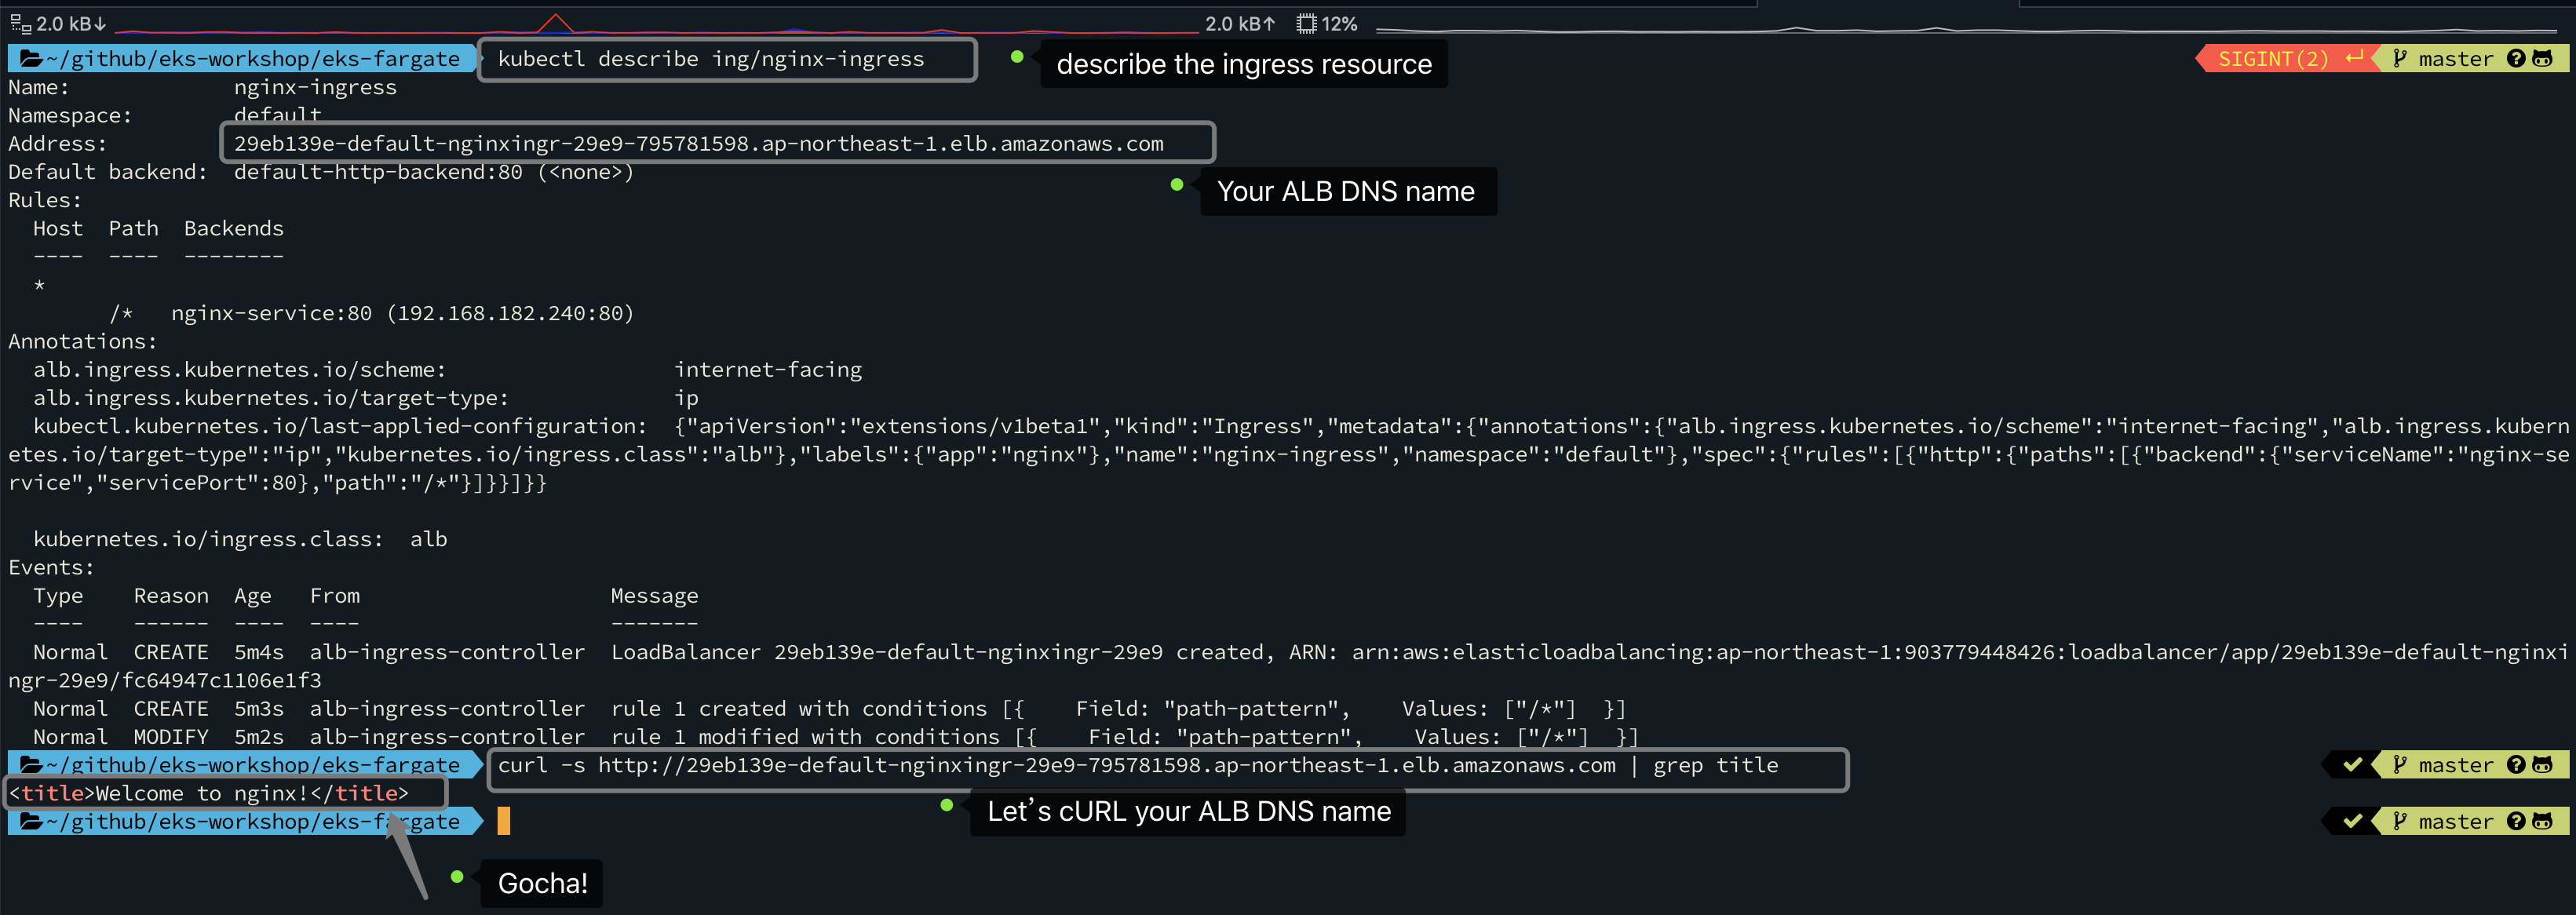 2.0 kB↓ 2.0 kB↑ 12%
~/github/eks-workshop/eks-fargate kubectl describe ing/nginx-ingress describe the ingress resource SIGINT(2) ↵ master
Name: nginx-ingress
Namespace: default
Address: 29eb139e-default-nginxingr-29e9-795781598.ap-northeast-1.elb.amazonaws.com
Default backend: default-http-backend:80 (<none>)
Your ALB DNS name
Rules:
Host Path Backends
---- ---- --------
*
/* nginx-service:80 (192.168.182.240:80)
Annotations:
alb.ingress.kubernetes.io/scheme: internet-facing
alb.ingress.kubernetes.io/target-type: ip
kubectl.kubernetes.io/last-applied-configuration: {"apiVersion":"extensions/v1beta1","kind":"Ingress","metadata":{"annotations":{"alb.ingress.kubernetes.io/scheme":"internet-facing","alb.ingress.kubern
etes.io/target-type":"ip","kubernetes.io/ingress.class":"alb"},"labels":{"app":"nginx"},"name":"nginx-ingress","namespace":"default"},"spec":{"rules":[{"http":{"paths":[{"backend":{"serviceName":"nginx-se
rvice","servicePort":80},"path":"/*"}]}}]}}
kubernetes.io/ingress.class: alb
Events:
Type Reason Age From Message
---- ------ ---- ---- -------
Normal CREATE 5m4s alb-ingress-controller LoadBalancer 29eb139e-default-nginxingr-29e9 created, ARN: arn:aws:elasticloadbalancing:ap-northeast-1:903779448426:loadbalancer/app/29eb139e-default-nginxi
ngr-29e9/fc64947c1106e1f3
Normal CREATE 5m3s alb-ingress-controller rule 1 created with conditions [{ Field: "path-pattern", Values: ["/*"] }]
Normal MODIFY 5m2s alb-ingress-controller rule 1 modified with conditions [{ Field: "path-pattern", Values: ["/*"] }]
~/github/eks-workshop/eks-fargate curl -s http://29eb139e-default-nginxingr-29e9-795781598.ap-northeast-1.elb.amazonaws.com | grep title ✔ master
<title>Welcome to nginx!</title>
Let's cURL your ALB DNS name
~/github/eks-workshop/eks-fargate ✔ master
Gocha!